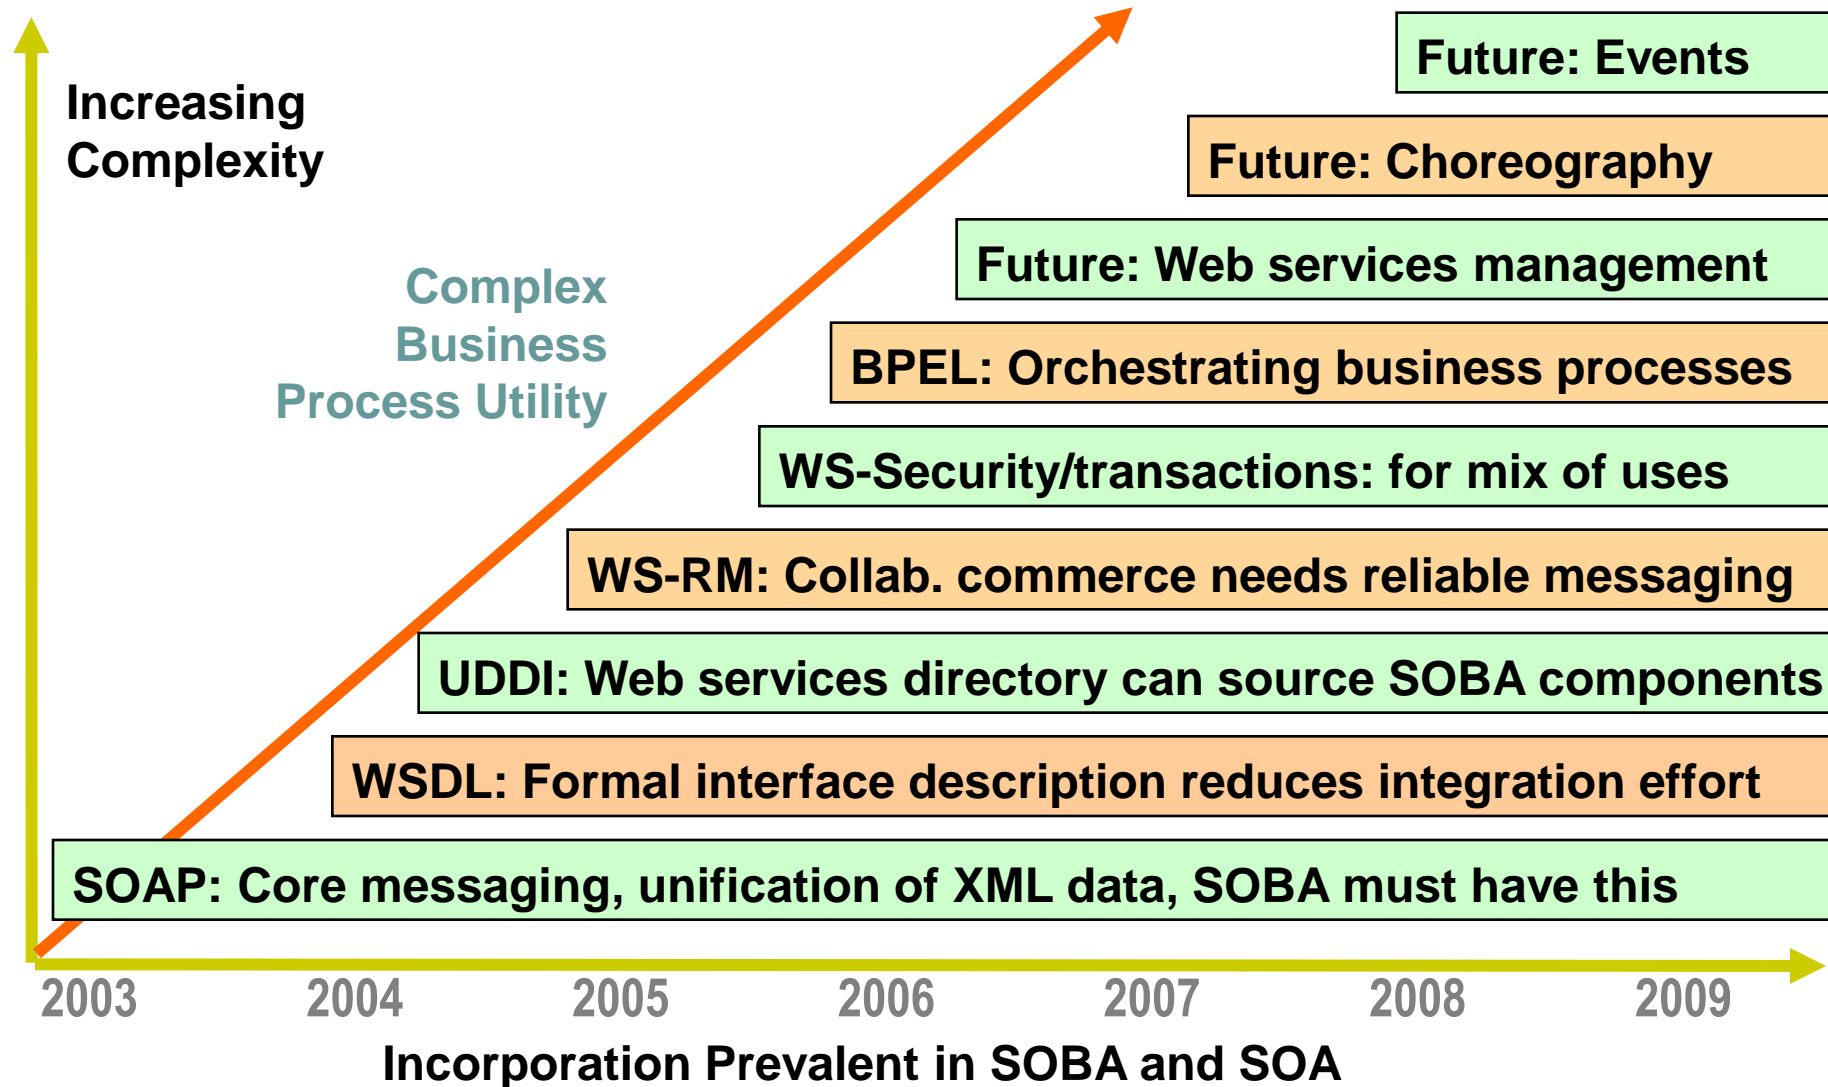 Increasing
Complexity
Complex
Business
Process Utility
Future: Events
Future: Choreography
Future: Web services management
BPEL: Orchestrating business processes
WS-Security/transactions: for mix of uses
WS-RM: Collab. commerce needs reliable messaging
UDDI: Web services directory can source SOBA components
WSDL: Formal interface description reduces integration effort
SOAP: Core messaging, unification of XML data, SOBA must have this
2003 2004 2005 2006 2007 2008 2009
Incorporation Prevalent in SOBA and SOA